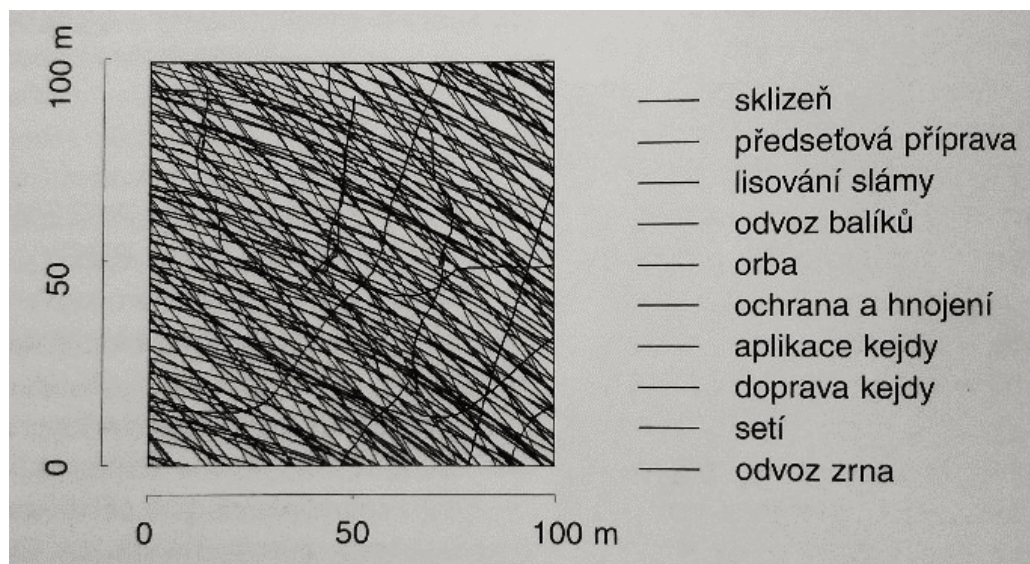 100 m
50
0
sklizeň
předseťová příprava
lisování slámy
odvoz balíků
orba
ochrana a hnojení
aplikace kejdy
doprava kejdy
setí
odvoz zrna
0 50 100 m